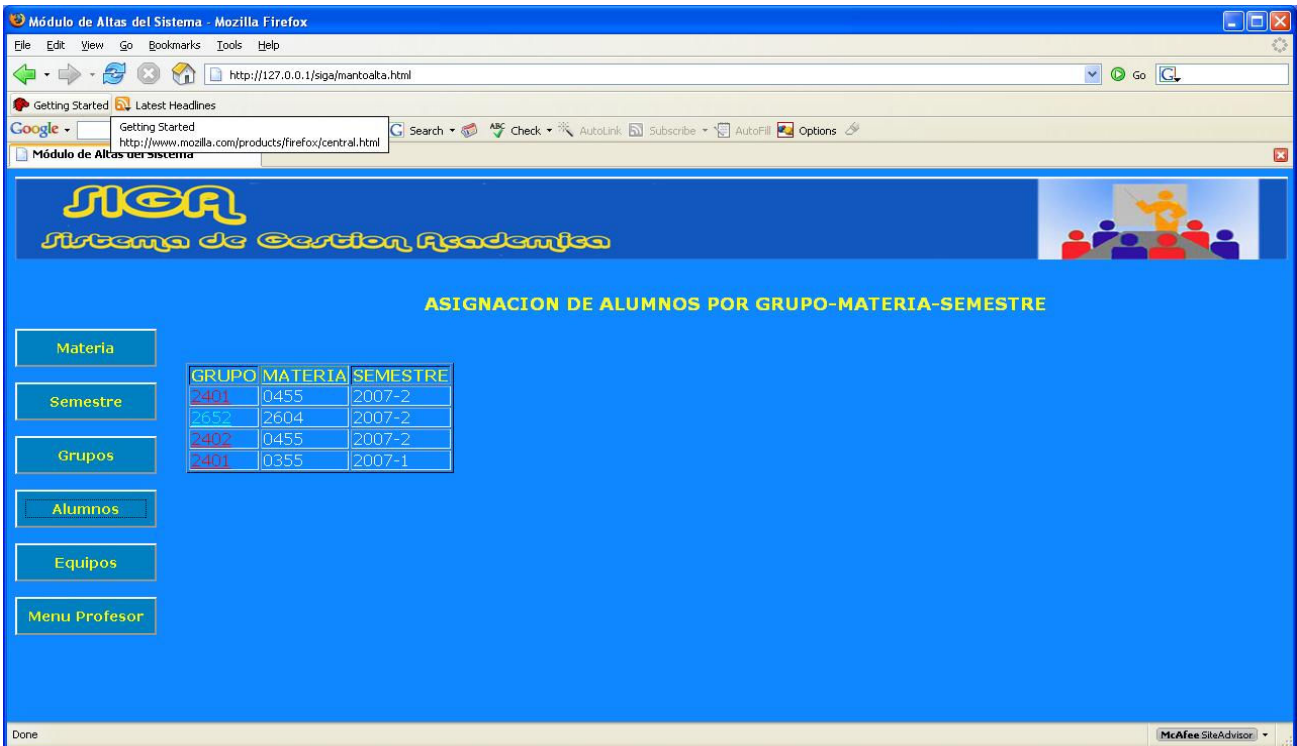 Módulo de Altas del Sistema - Mozilla Firefox
File Edit View Go Bookmarks Tools Help
http://127.0.0.1/siga/mantoalta.html Go G
Getting Started Latest Headlines
Google Search Check AutoLink Subscribe AutoFill Options
Getting Started
http://www.mozilla.com/products/firefox/central.html
Módulo de Altas del Sistema
SIGA
Sistema de Gestion Academica
ASIGNACION DE ALUMNOS POR GRUPO-MATERIA-SEMESTRE
Materia
Semestre
Grupos
Alumnos
Equipos
Menu Profesor
GRUPO MATERIA SEMESTRE
2401 0455 2007-2
2652 2604 2007-2
2402 0455 2007-2
2401 0355 2007-1
Done McAfee SiteAdvisor